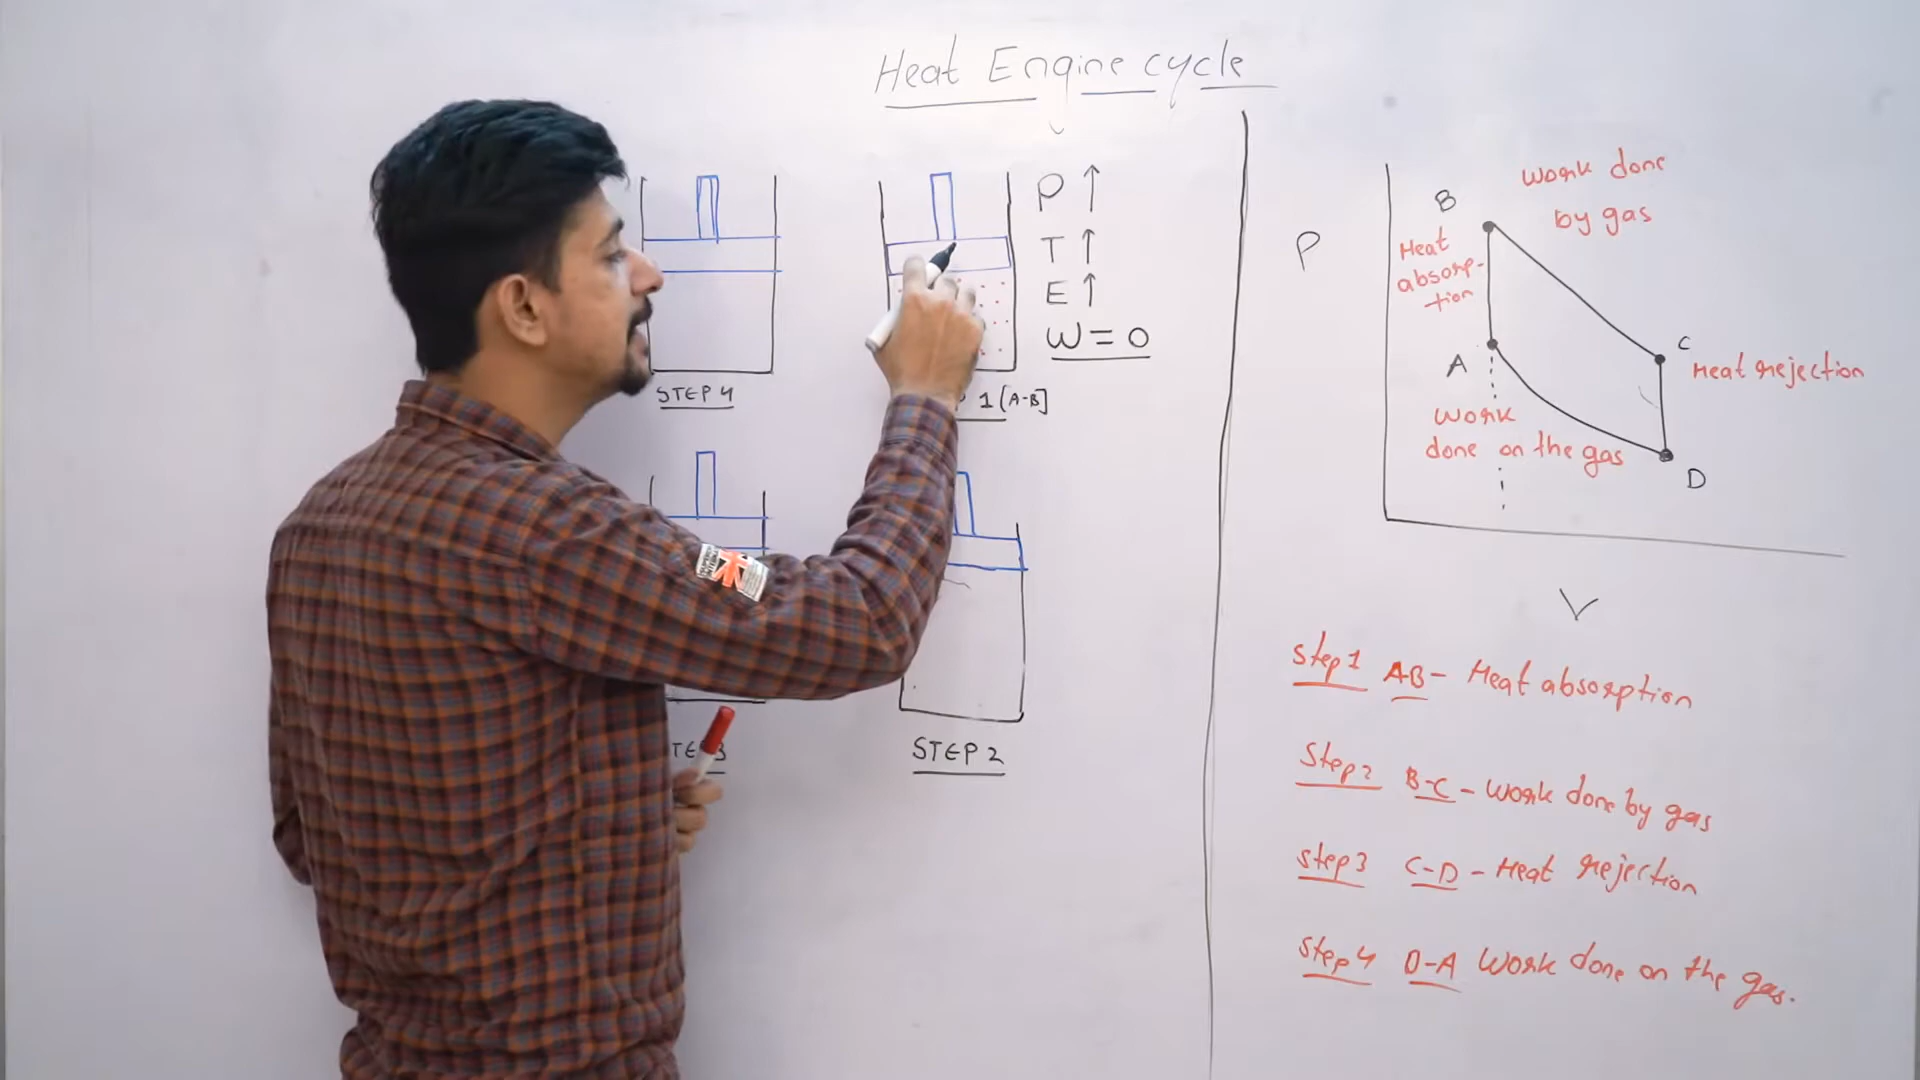 Heat Engine cycle
P ↑
T ↑
E ↑
W = 0
STEP 4
1 [A-B]
STEP 2
P
B
Work done
by gas
Heat
absorp-
tion
A
C
Heat rejection
Work
done on the gas
D
Step 1 AB - Heat absorption
Step 2 B-C - Work done by gas
Step 3 C-D - Heat rejection
Step 4 D-A Work done on the gas.